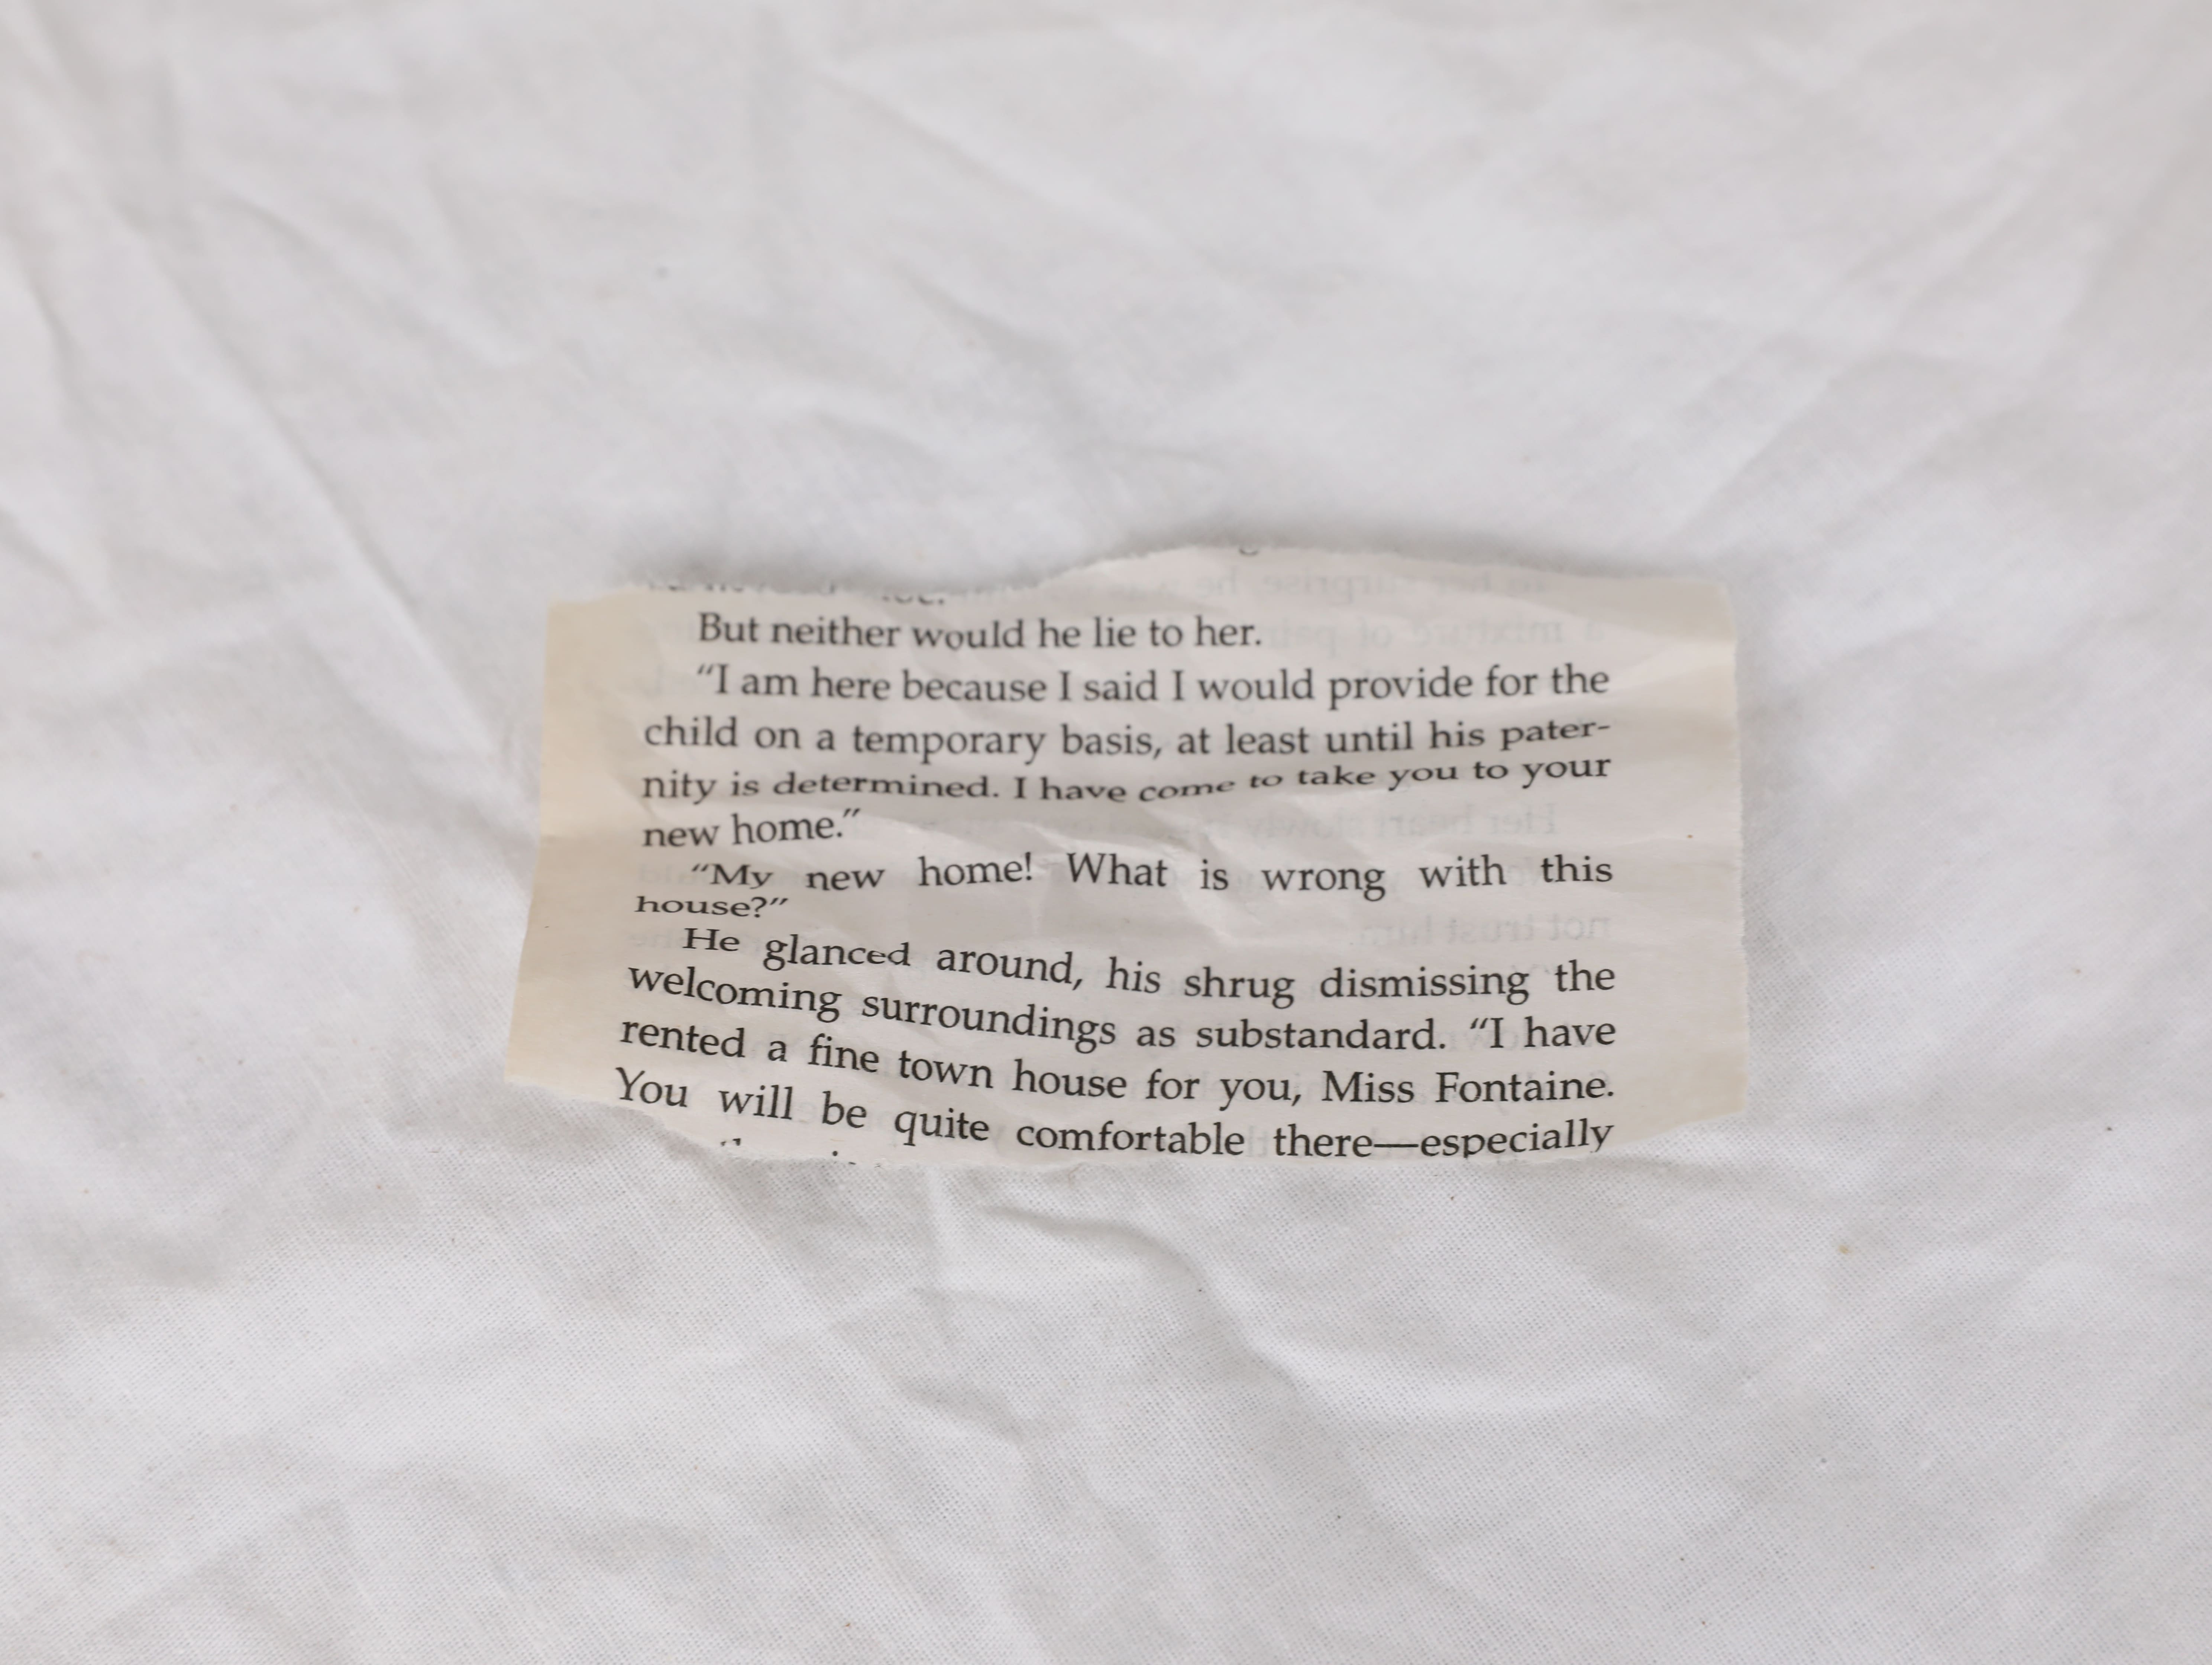 But neither would he lie to her.
“I am here because I said I would provide for the
child on a temporary basis, at least until his pater-
nity is determined. I have come to take you to your
new home.”
“My new home! What is wrong with this
house?”
He glanced around, his shrug dismissing the
welcoming surroundings as substandard. “I have
rented a fine town house for you, Miss Fontaine.
You will be quite comfortable there—especially